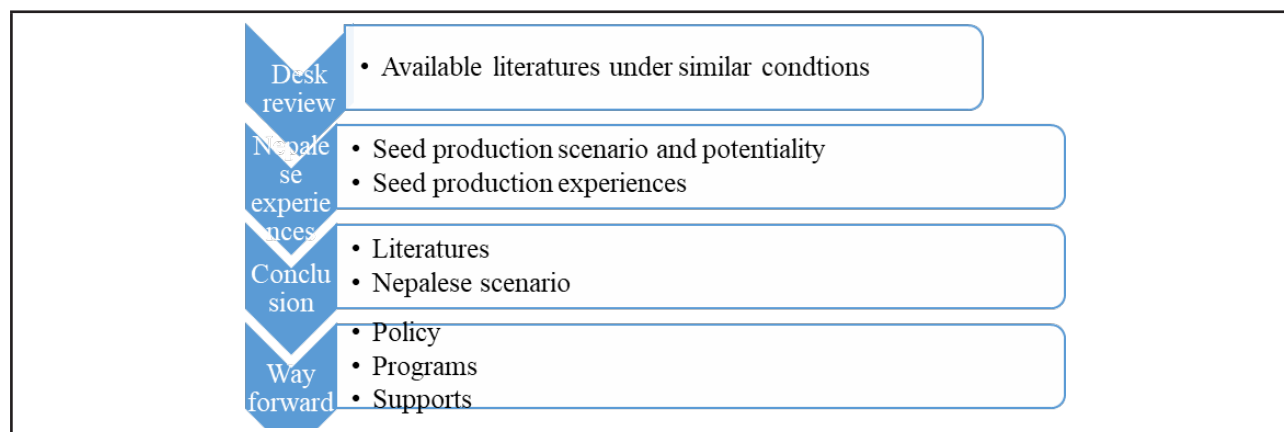 Desk
review
• Available literatures under similar condtions
Nepale
se
experie
nces
• Seed production scenario and potentiality
• Seed production experiences
Conclu
sion
• Literatures
• Nepalese scenario
Way
forward
• Policy
• Programs
• Supports